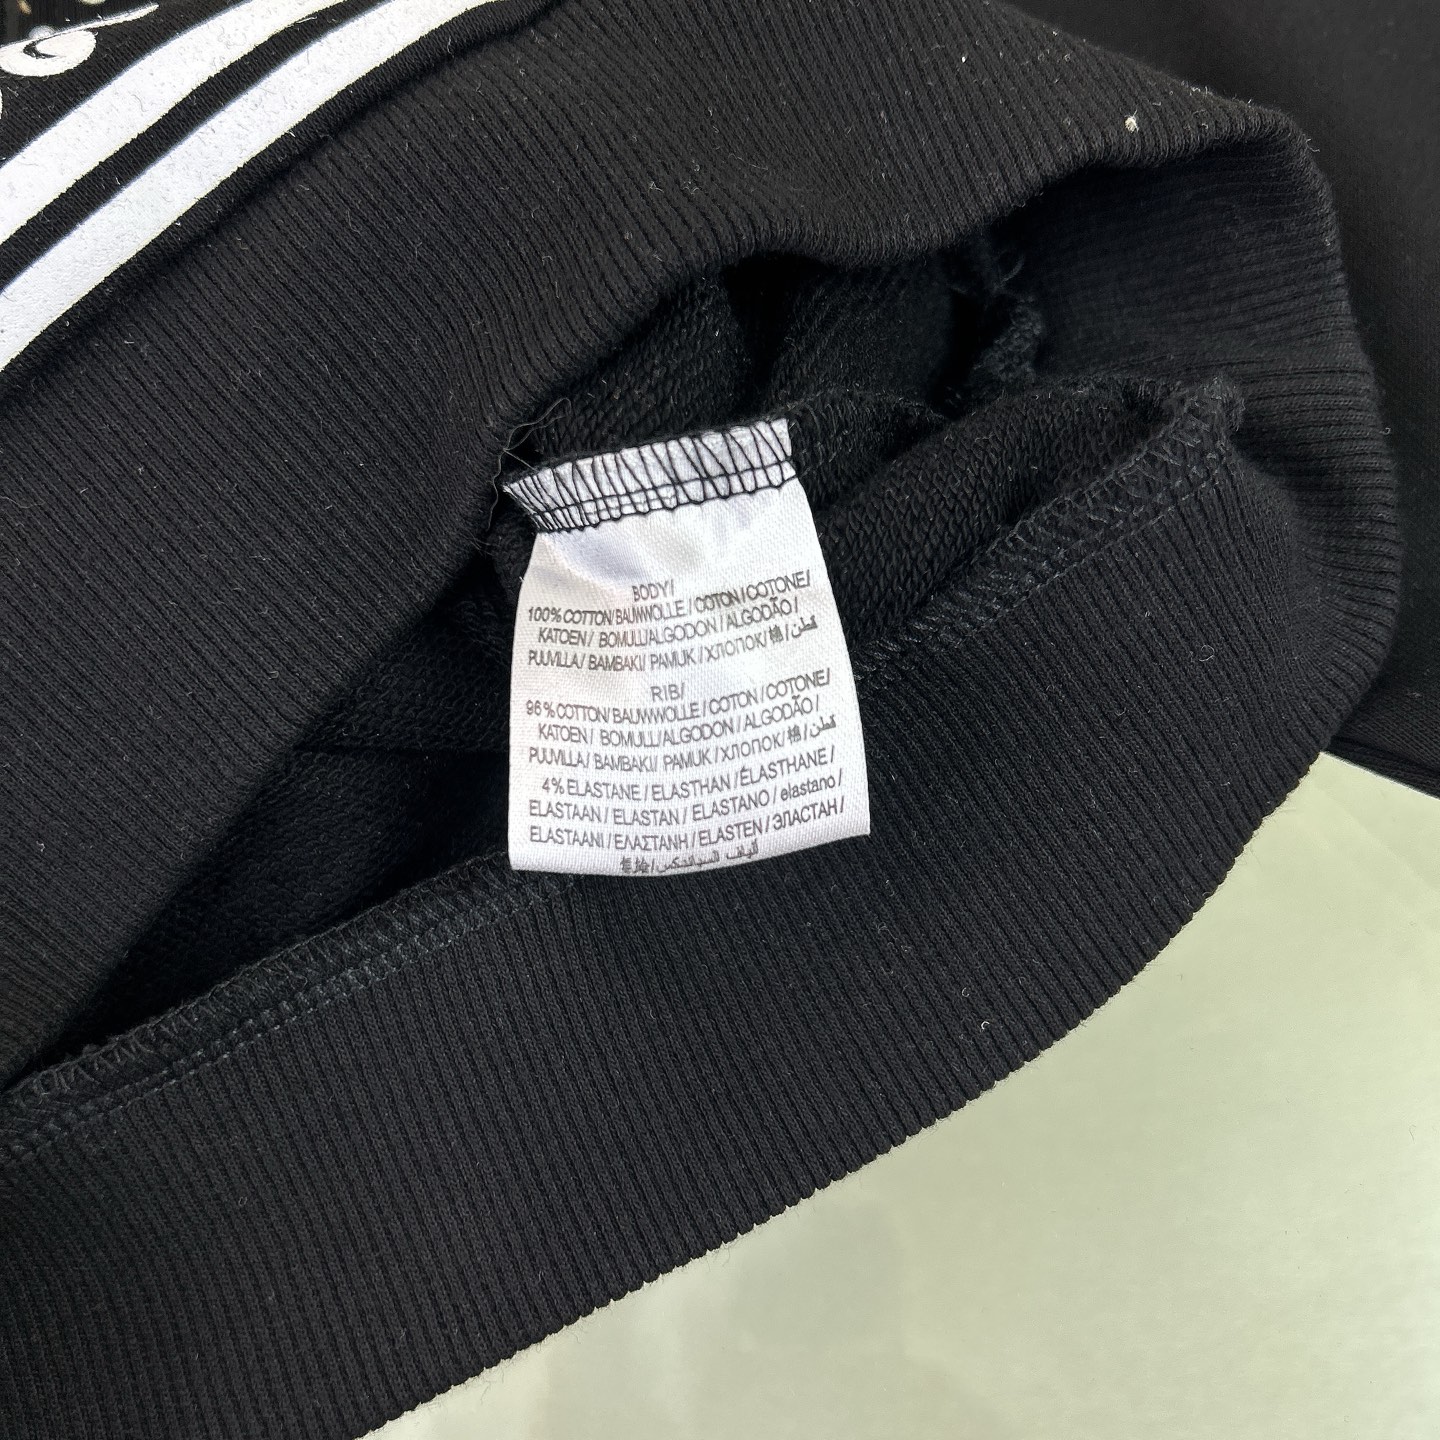 BODY/
100% COTTON/BAUMWOLLE/COTON/COTONE/
KATOEN/ BOMULL/ALGODON/ALGODÃO/
PUUVILLA/ BAMBAKI/ PAMUK/ХЛОПОК/棉/قطن/
RIB/
96% COTTON/BAUMWOLLE/COTON/COTONE/
KATOEN/ BOMULL/ALGODON/ALGODÃO/
PUUVILLA/ BAMBAKI/ PAMUK/ХЛОПОК/棉/قطن/
4% ELASTANE/ELASTHAN/ÉLASTHANE/
ELASTAAN/ELASTAN/ELASTANO/elastano/
ELASTAANI/ΕΛΑΣΤΑΝΗ/ELASTEN/ЭЛАСТАН/